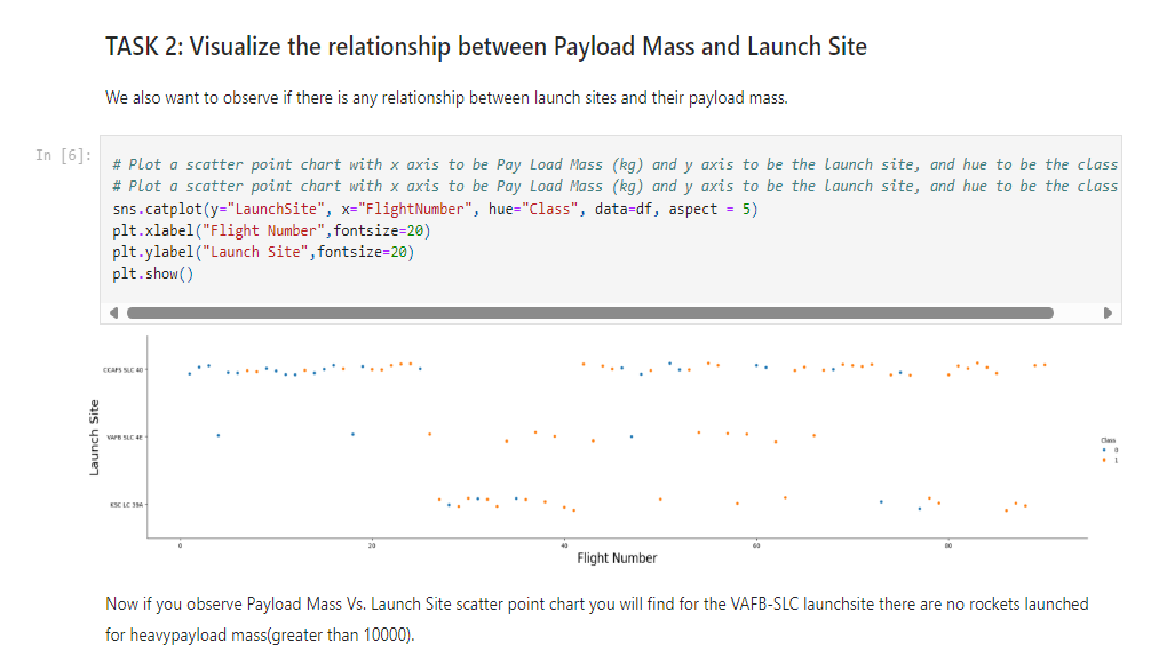 TASK 2: Visualize the relationship between Payload Mass and Launch Site
We also want to observe if there is any relationship between launch sites and their payload mass.
In [6]:
# Plot a scatter point chart with x axis to be Pay Load Mass (kg) and y axis to be the launch site, and hue to be the class
# Plot a scatter point chart with x axis to be Pay Load Mass (kg) and y axis to be the launch site, and hue to be the class
sns.catplot(y="LaunchSite", x="FlightNumber", hue="Class", data=df, aspect = 5)
plt.xlabel("Flight Number",fontsize=20)
plt.ylabel("Launch Site",fontsize=20)
plt.show()
CCAFS SLC 40
VAFB SLC 4E
KSC LC 39A
Launch Site
Class
0
1
0 20 40 60 80
Flight Number
Now if you observe Payload Mass Vs. Launch Site scatter point chart you will find for the VAFB-SLC launchsite there are no rockets launched
for heavypayload mass(greater than 10000).